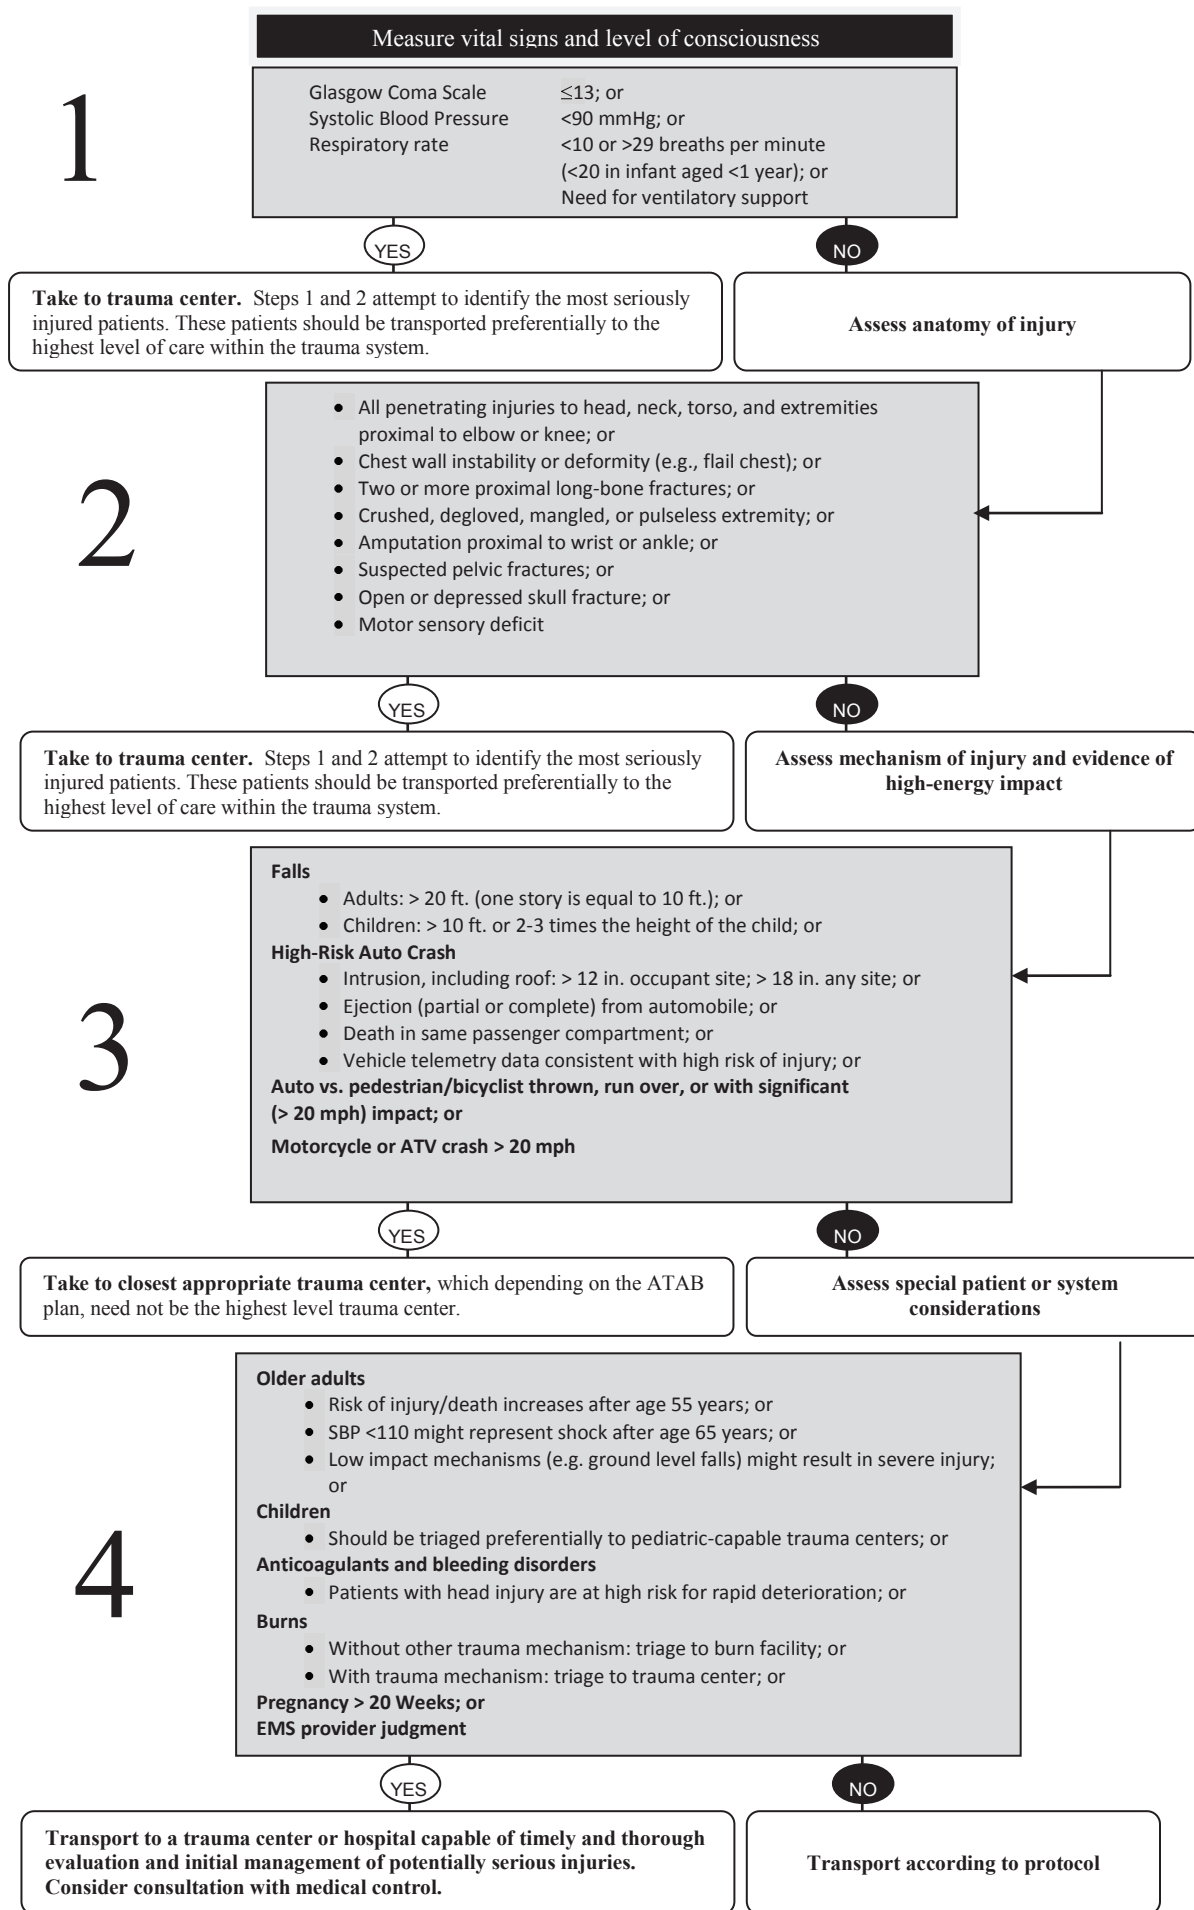 Measure vital signs and level of consciousness
1
Glasgow Coma Scale ≤13; or
Systolic Blood Pressure <90 mmHg; or
Respiratory rate <10 or >29 breaths per minute
(<20 in infant aged <1 year); or
Need for ventilatory support
YES
NO
Take to trauma center. Steps 1 and 2 attempt to identify the most seriously
injured patients. These patients should be transported preferentially to the
highest level of care within the trauma system.
Assess anatomy of injury
2
• All penetrating injuries to head, neck, torso, and extremities
proximal to elbow or knee; or
• Chest wall instability or deformity (e.g., flail chest); or
• Two or more proximal long-bone fractures; or
• Crushed, degloved, mangled, or pulseless extremity; or
• Amputation proximal to wrist or ankle; or
• Suspected pelvic fractures; or
• Open or depressed skull fracture; or
• Motor sensory deficit
YES
NO
Take to trauma center. Steps 1 and 2 attempt to identify the most seriously
injured patients. These patients should be transported preferentially to the
highest level of care within the trauma system.
Assess mechanism of injury and evidence of
high-energy impact
3
Falls
• Adults: > 20 ft. (one story is equal to 10 ft.); or
• Children: > 10 ft. or 2-3 times the height of the child; or
High-Risk Auto Crash
• Intrusion, including roof: > 12 in. occupant site; > 18 in. any site; or
• Ejection (partial or complete) from automobile; or
• Death in same passenger compartment; or
• Vehicle telemetry data consistent with high risk of injury; or
Auto vs. pedestrian/bicyclist thrown, run over, or with significant
(> 20 mph) impact; or
Motorcycle or ATV crash > 20 mph
YES
NO
Take to closest appropriate trauma center, which depending on the ATAB
plan, need not be the highest level trauma center.
Assess special patient or system
considerations
4
Older adults
• Risk of injury/death increases after age 55 years; or
• SBP <110 might represent shock after age 65 years; or
• Low impact mechanisms (e.g. ground level falls) might result in severe injury;
or
Children
• Should be triaged preferentially to pediatric-capable trauma centers; or
Anticoagulants and bleeding disorders
• Patients with head injury are at high risk for rapid deterioration; or
Burns
• Without other trauma mechanism: triage to burn facility; or
• With trauma mechanism: triage to trauma center; or
Pregnancy > 20 Weeks; or
EMS provider judgment
YES
NO
Transport to a trauma center or hospital capable of timely and thorough
evaluation and initial management of potentially serious injuries.
Consider consultation with medical control.
Transport according to protocol